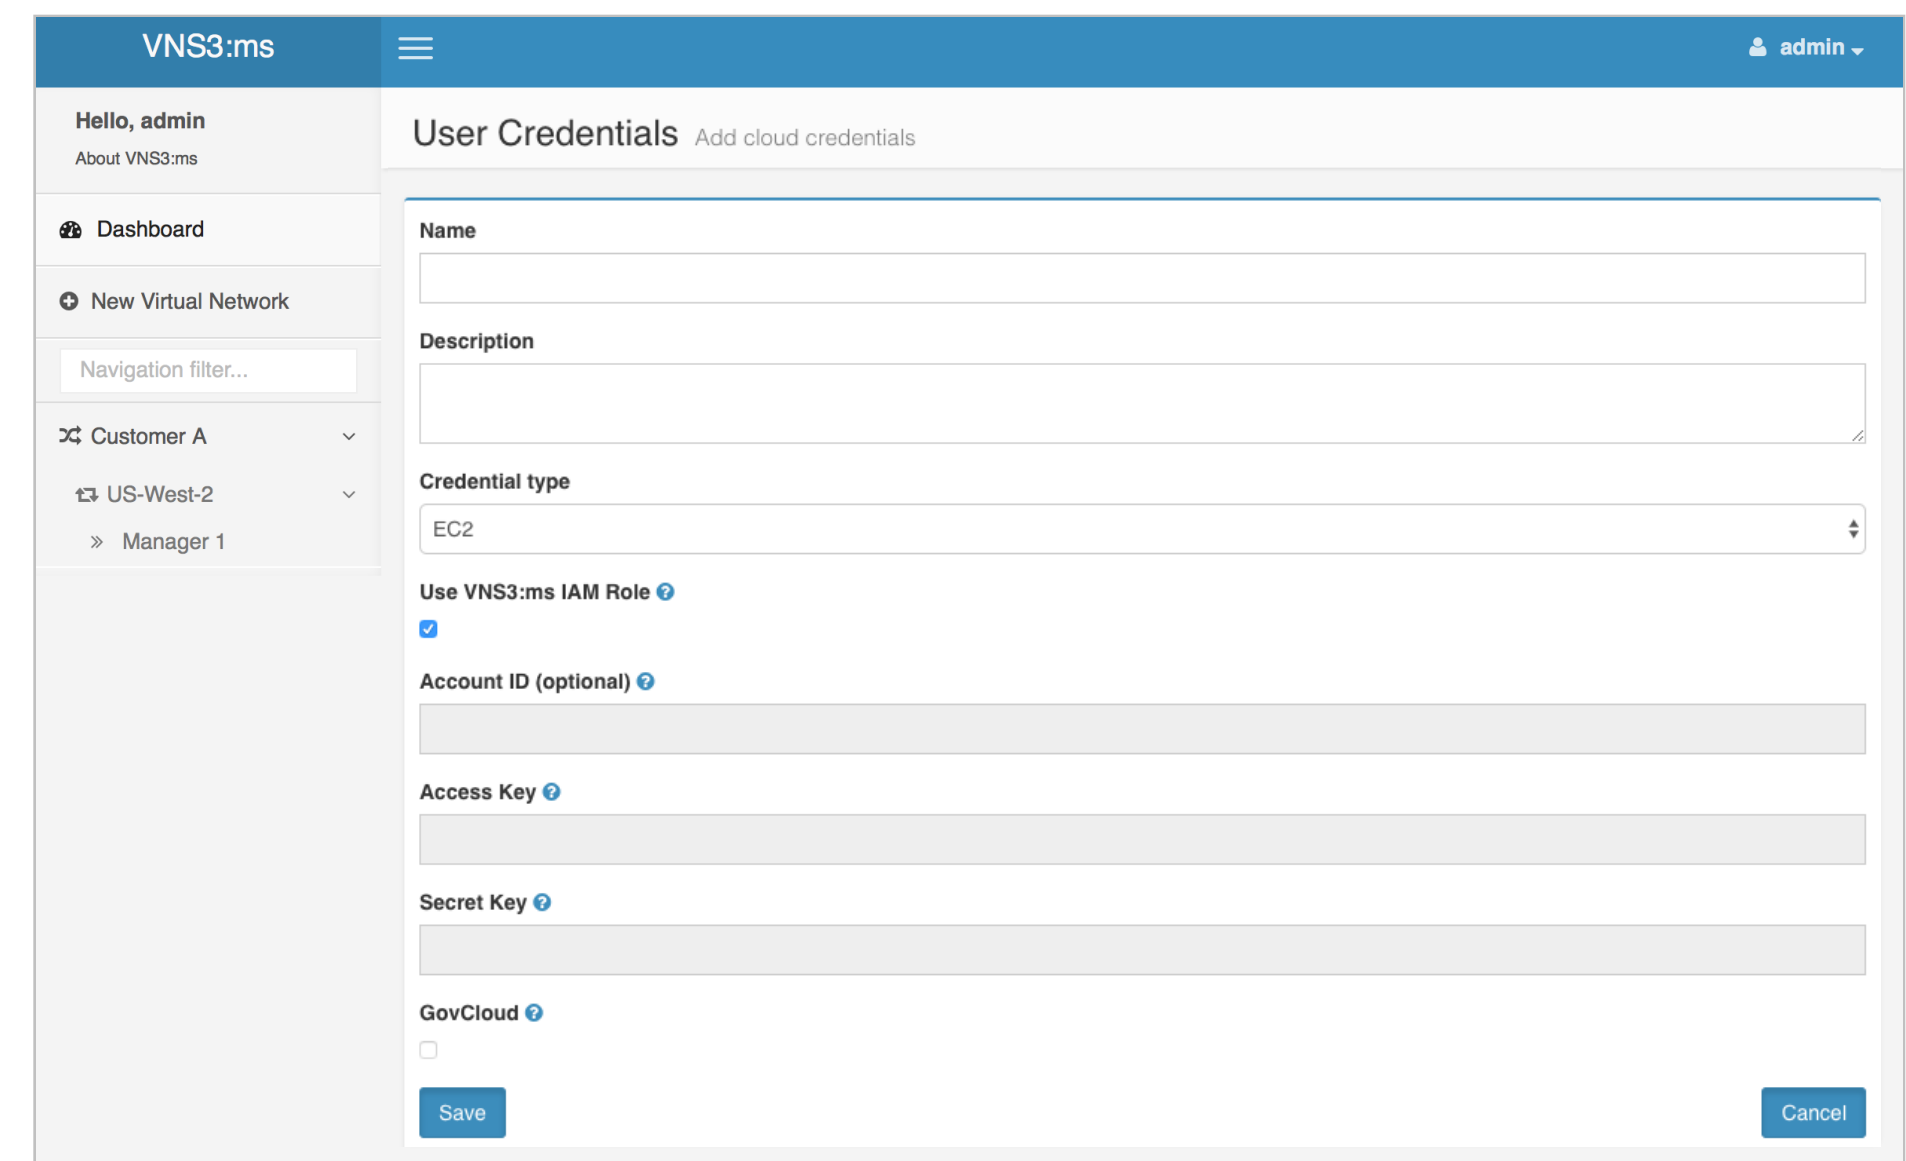 VNS3:ms
admin
Hello, admin
About VNS3:ms
User Credentials Add cloud credentials
Dashboard
New Virtual Network
Navigation filter...
Customer A
US-West-2
Manager 1
Name
Description
Credential type
EC2
Use VNS3:ms IAM Role
Account ID (optional)
Access Key
Secret Key
GovCloud
Save
Cancel